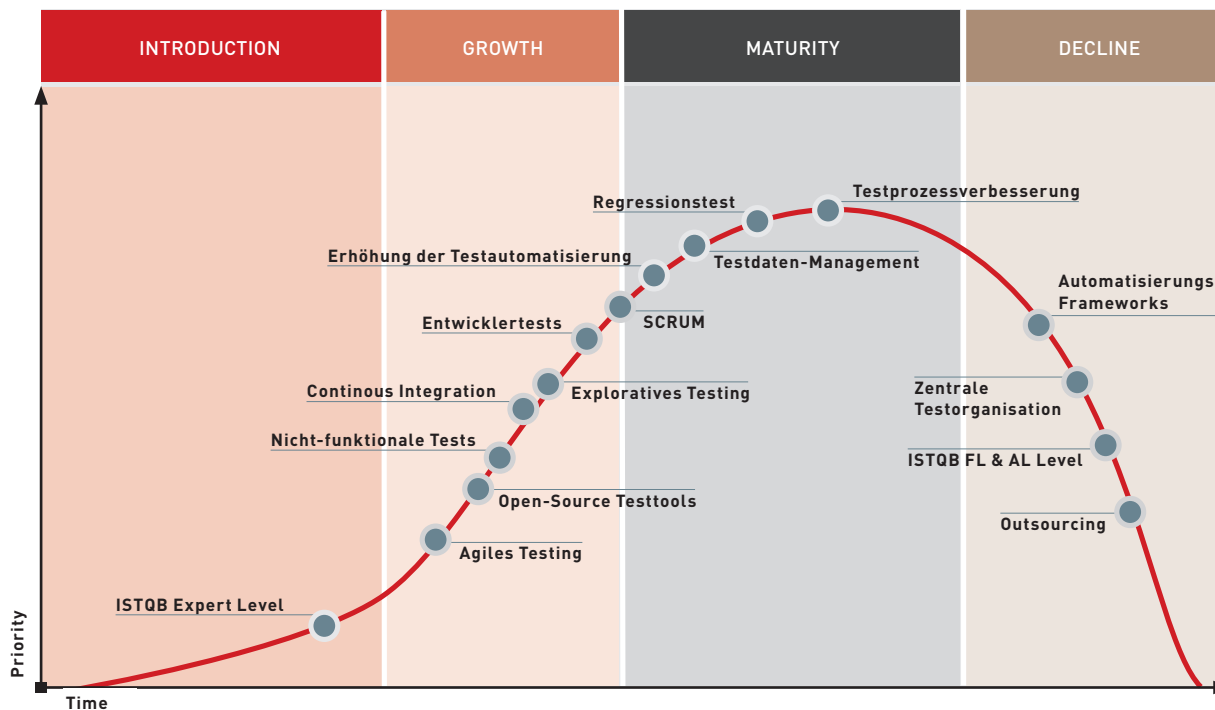 INTRODUCTION
GROWTH
MATURITY
DECLINE
Testprozessverbesserung
Regressionstest
Erhöhung der Testautomatisierung
Testdaten-Management
Automatisierungs
Frameworks
Entwicklertests
SCRUM
Continous Integration
Exploratives Testing
Zentrale
Testorganisation
Nicht-funktionale Tests
ISTQB FL & AL Level
Open-Source Testtools
Outsourcing
Agiles Testing
ISTQB Expert Level
Priority
Time